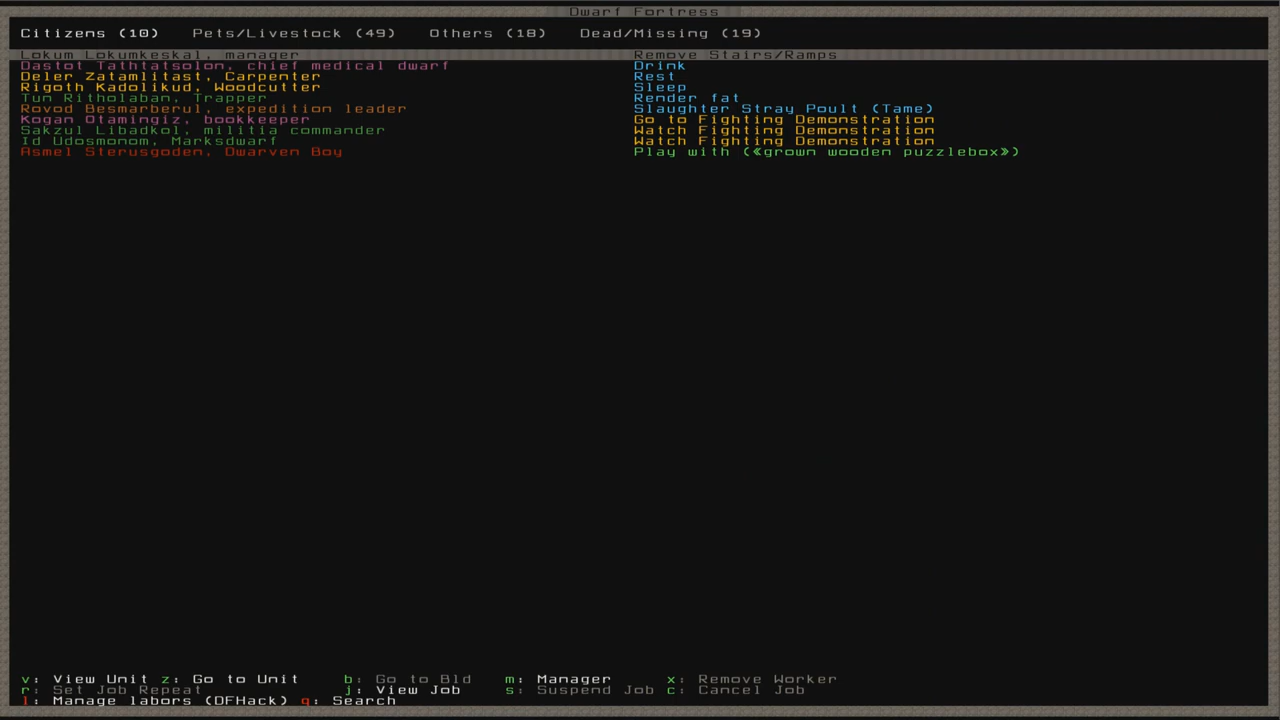 Dwarf Fortress
Citizens (10) Pets/Livestock (49) Others (18) Dead/Missing (19)
Lokum Lokumkeskal, manager Remove Stairs/Ramps
Dastot Tathtatsolon, chief medical dwarf Drink
Deler Zatamlitast, Carpenter Rest
Rigoth Kadolikud, Woodcutter Sleep
Tun Ritholaban, Trapper Render fat
Rovod Besmarberul, expedition leader Slaughter Stray Poult (Tame)
Kogan Otamingiz, bookkeeper Go to Fighting Demonstration
Sakzul Libadkol, militia commander Watch Fighting Demonstration
Id Udosmonom, Marksdwarf Watch Fighting Demonstration
Asmel Sterusgoden, Dwarven Boy Play with («grown wooden puzzlebox»)
v: View Unit z: Go to Unit b: Go to Bld m: Manager x: Remove Worker
r: Set Job Repeat j: View Job s: Suspend Job c: Cancel Job
l: Manage labors (DFHack) q: Search